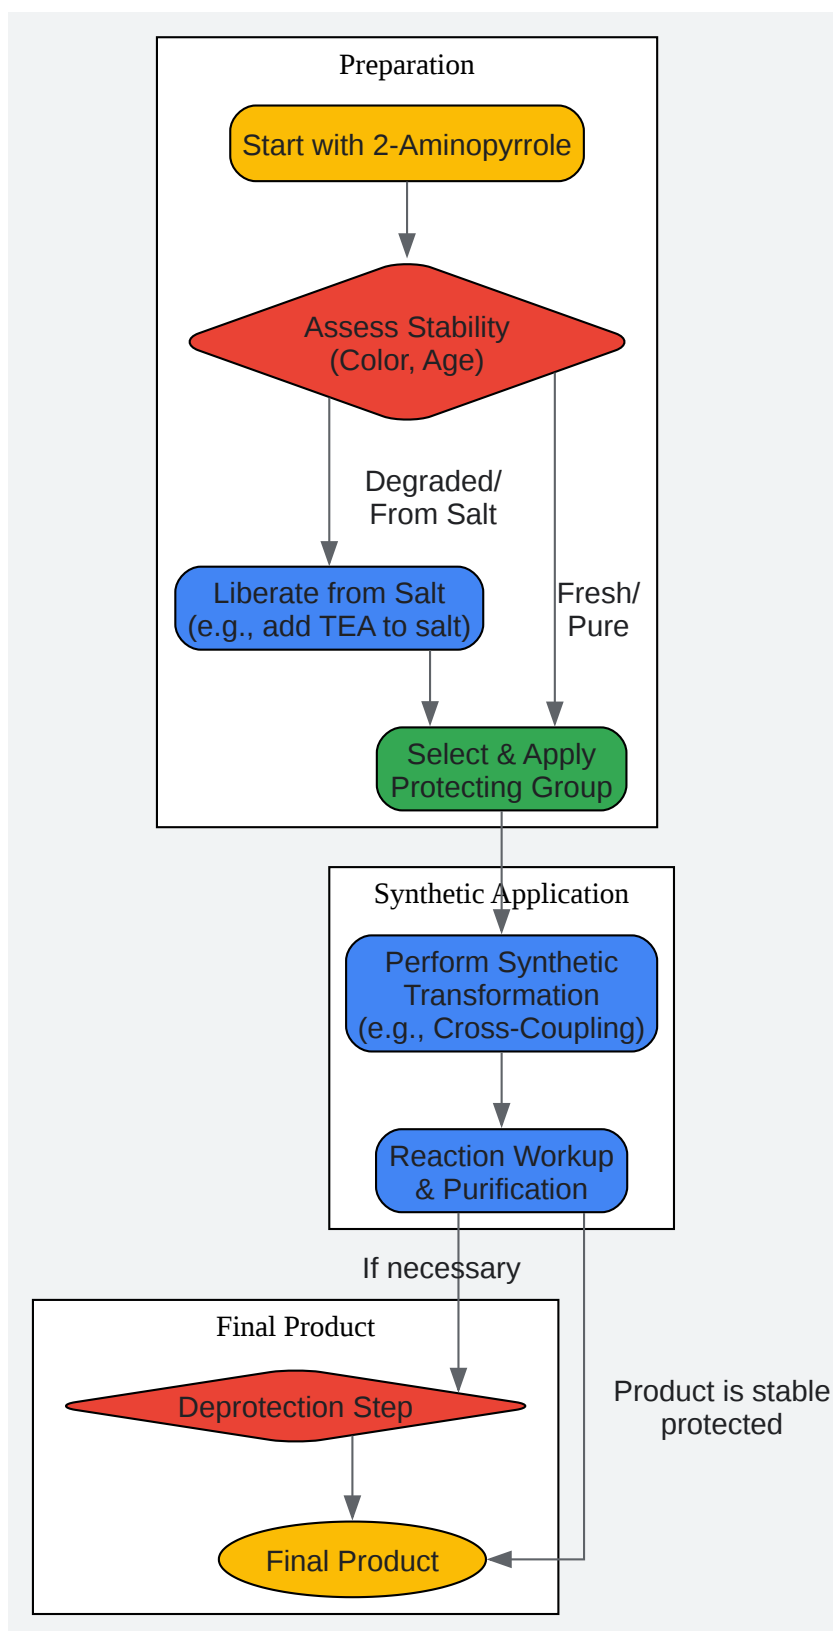 Preparation
Start with 2-Aminopyrrole
Assess Stability
(Color, Age)
Degraded/
From Salt
Liberate from Salt
(e.g., add TEA to salt)
Fresh/
Pure
Select & Apply
Protecting Group
Synthetic Application
Perform Synthetic
Transformation
(e.g., Cross-Coupling)
Reaction Workup
& Purification
If necessary
Final Product
Product is stable
protected
Deprotection Step
Final Product